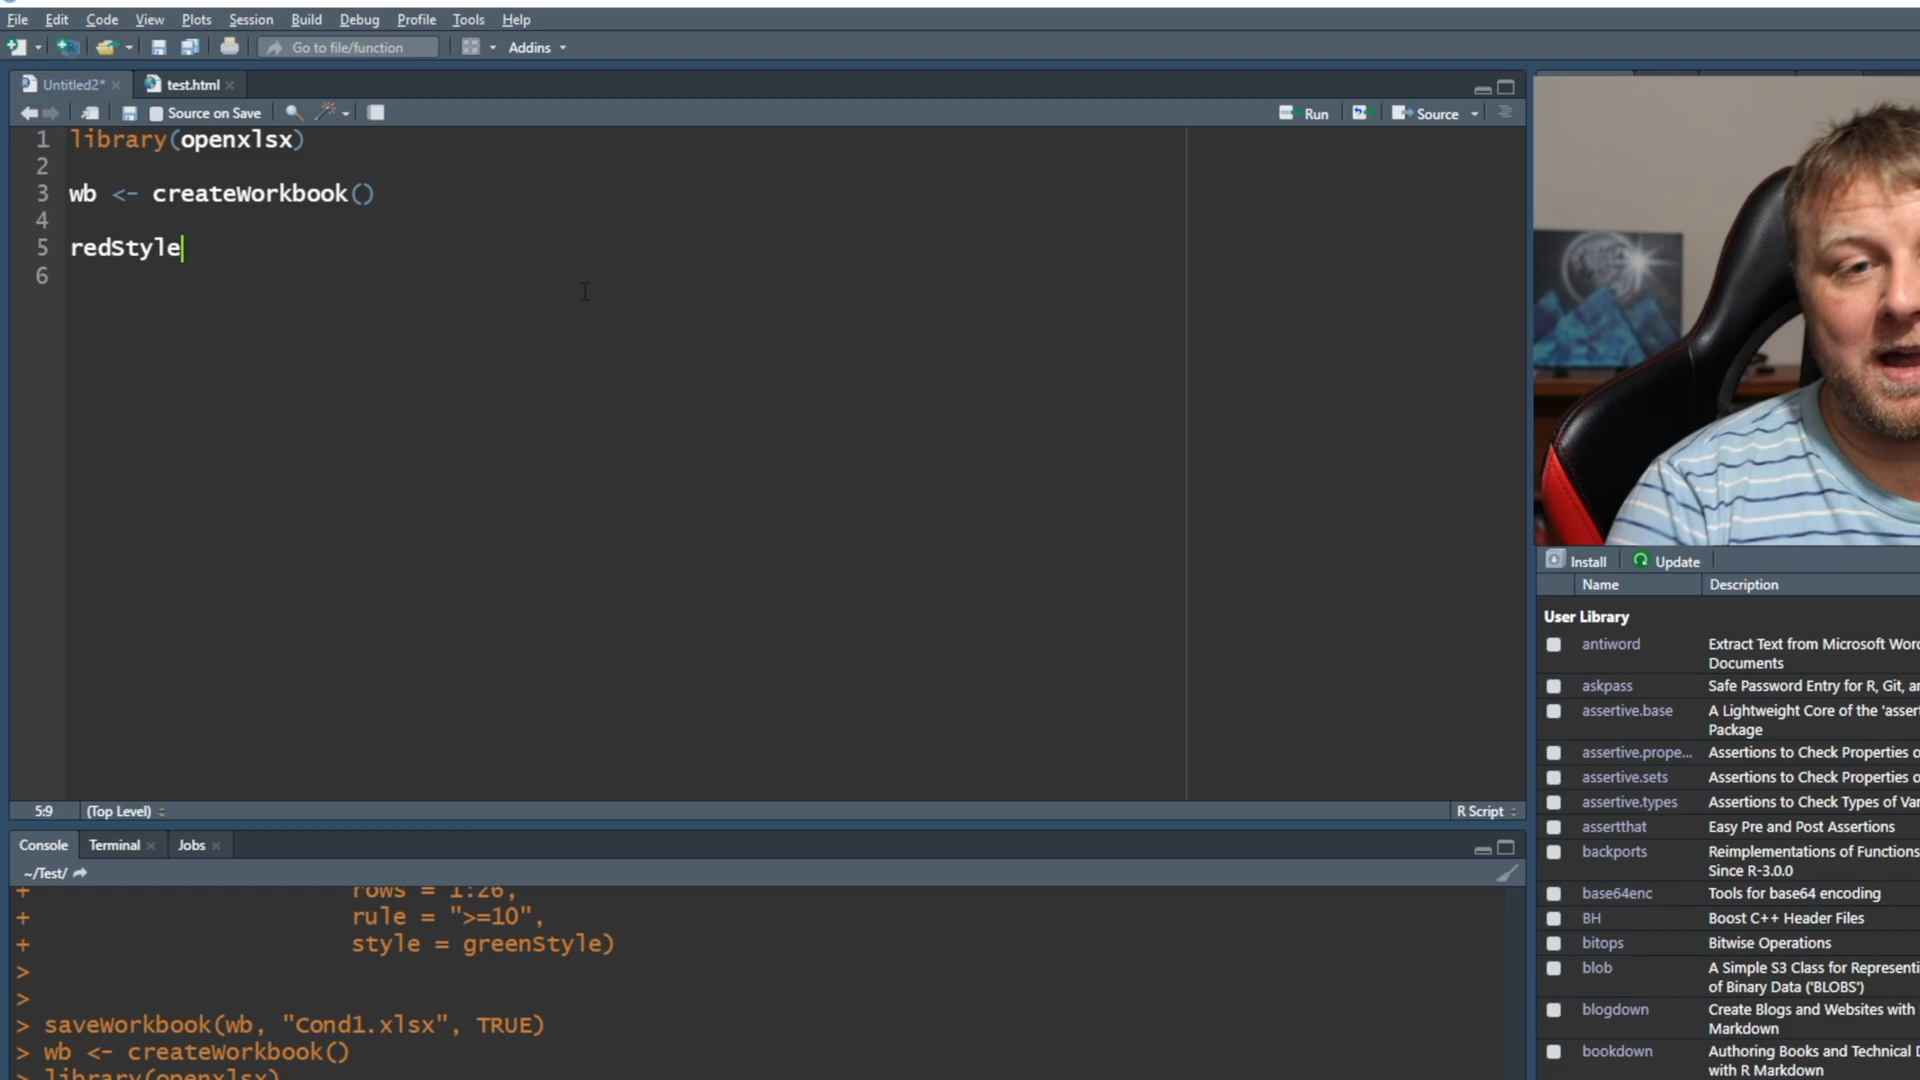 File Edit Code View Plots Session Build Debug Profile Tools Help
Go to file/function Addins
Untitled2* test.html
Source on Save Run Source
1 library(openxlsx)
2
3 wb <- createWorkbook()
4
5 redStyle
6
5:9 (Top Level) R Script
Console Terminal Jobs
~/Test/
+ rows = 1:26,
+ rule = ">=10",
+ style = greenStyle)
>
>
> saveWorkbook(wb, "Cond1.xlsx", TRUE)
> wb <- createWorkbook()
> library(openxlsx)
Install Update
Name Description
User Library
antiword Extract Text from Microsoft Word
Documents
askpass Safe Password Entry for R, Git, an
assertive.base A Lightweight Core of the 'assert
Package
assertive.prope... Assertions to Check Properties o
assertive.sets Assertions to Check Properties o
assertive.types Assertions to Check Types of Var
assertthat Easy Pre and Post Assertions
backports Reimplementations of Functions
Since R-3.0.0
base64enc Tools for base64 encoding
BH Boost C++ Header Files
bitops Bitwise Operations
blob A Simple S3 Class for Representi
of Binary Data ('BLOBS')
blogdown Create Blogs and Websites with
Markdown
bookdown Authoring Books and Technical D
with R Markdown